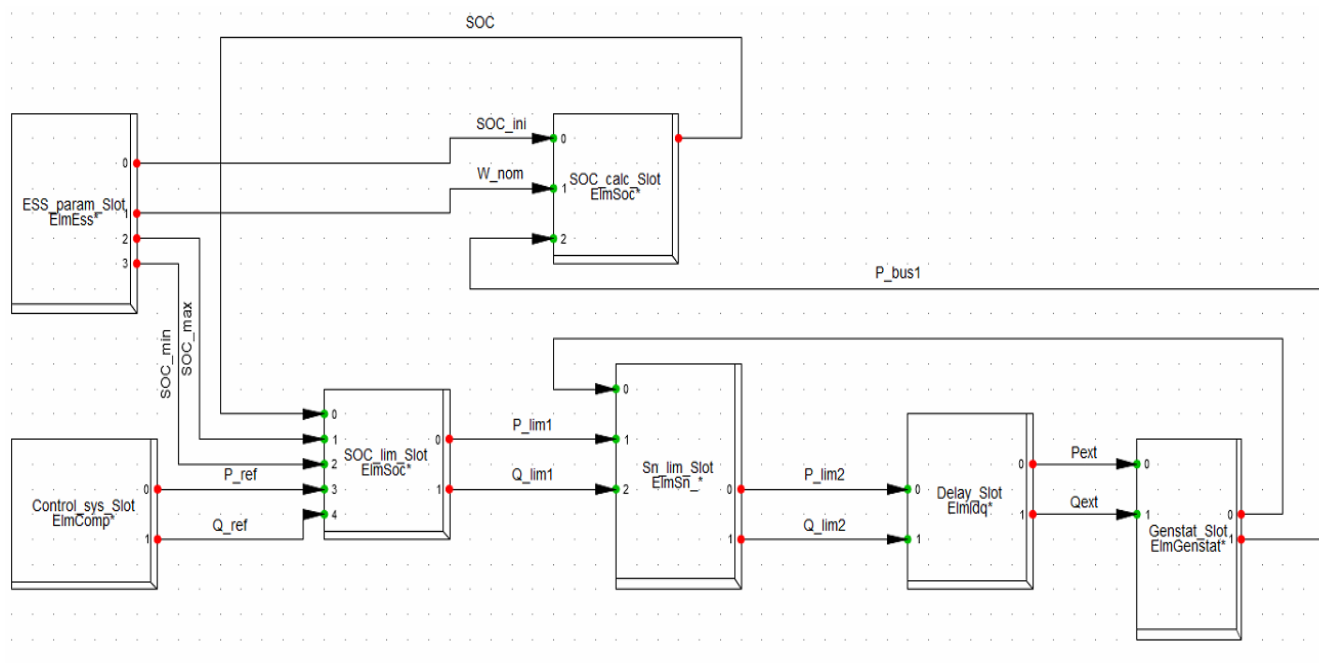 SOC
SOC_ini
0
0
W_nom
1
SOC_calc_Slot
ElmSoc*
ESS_param_Slot
1
ElmEss*
2
3
2
P_bus1
SOC_min
SOC_max
0
0
0
1
0
P_lim1
1
SOC_lim_Slot
ElmSoc*
2
P_ref
3
Q_ref
4
1
Q_lim1
2
Sn_lim_Slot
ElmSn_*
0
P_lim2
0
Q_lim2
1
1
Control_sys_Slot
ElmComp*
0
1
Delay_Slot
ElmIdq*
0
Pext
0
1
Qext
1
Genstat_Slot
ElmGenstat*
0
1